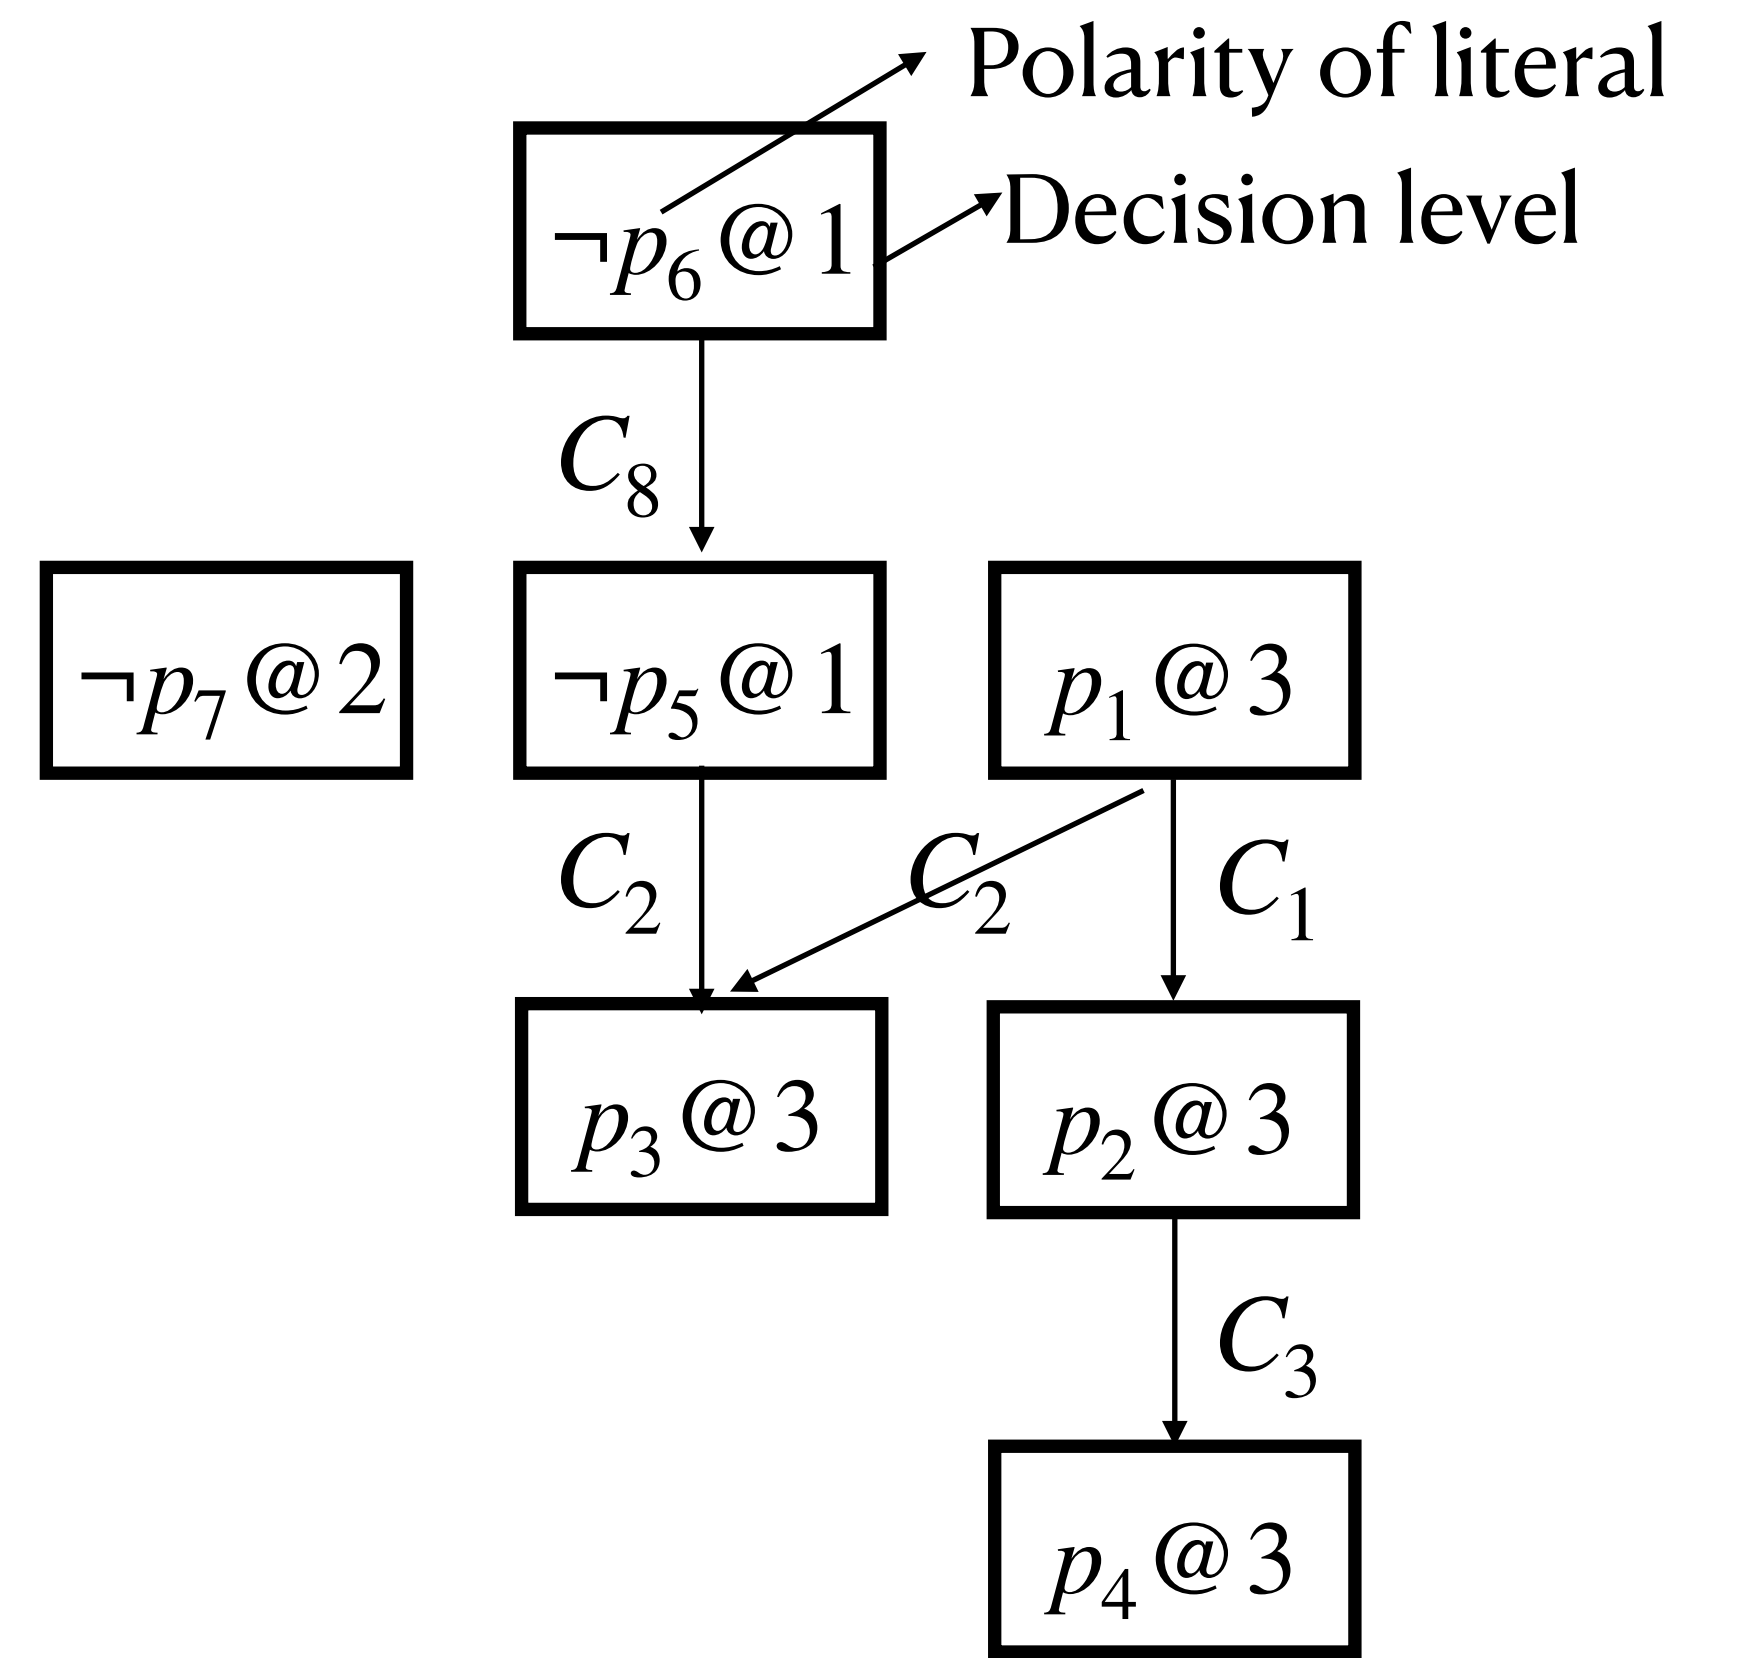 Polarity of literal
Decision level
¬p₆@1
C₈
¬p₇@2
¬p₅@1
p₁@3
C₂
C₂
C₁
p₃@3
p₂@3
C₃
p₄@3